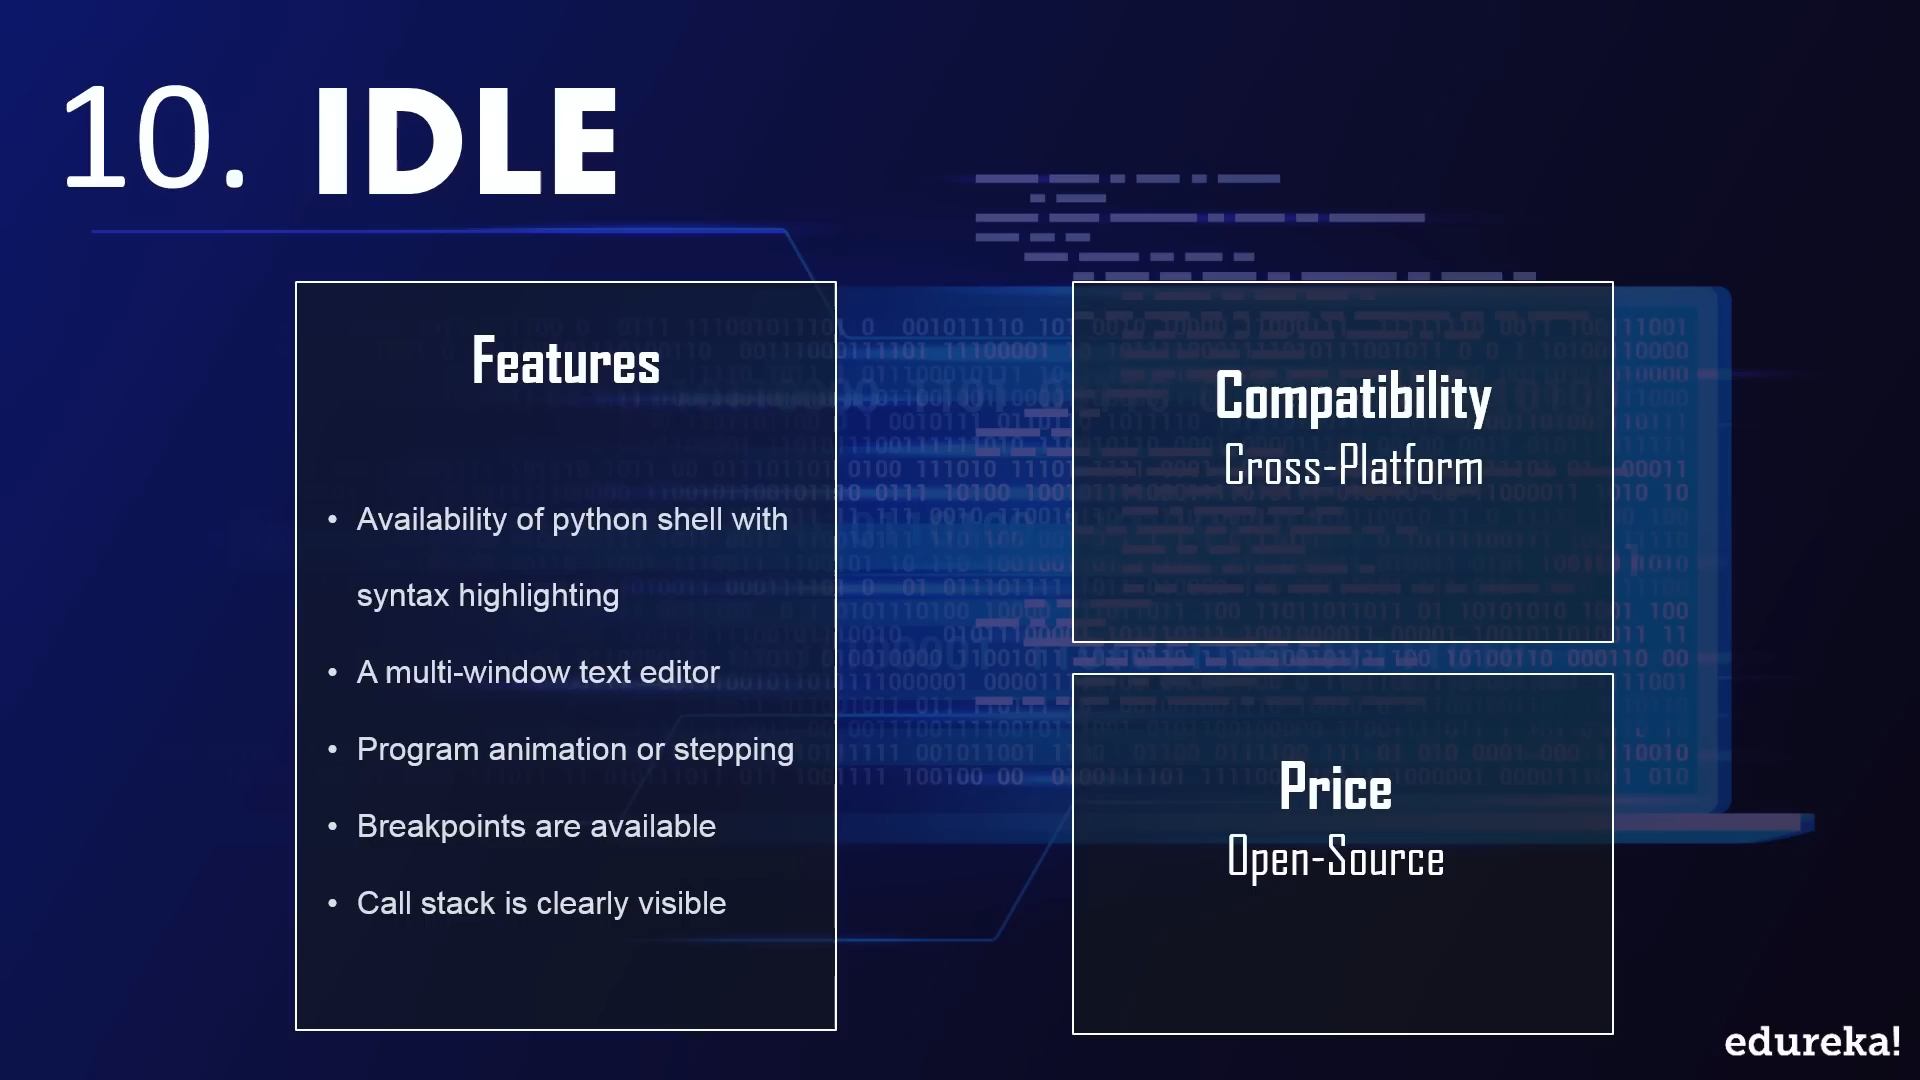 10. IDLE
Features
• Availability of python shell with
syntax highlighting
• A multi-window text editor
• Program animation or stepping
• Breakpoints are available
• Call stack is clearly visible
Compatibility
Cross-Platform
Price
Open-Source
edureka!